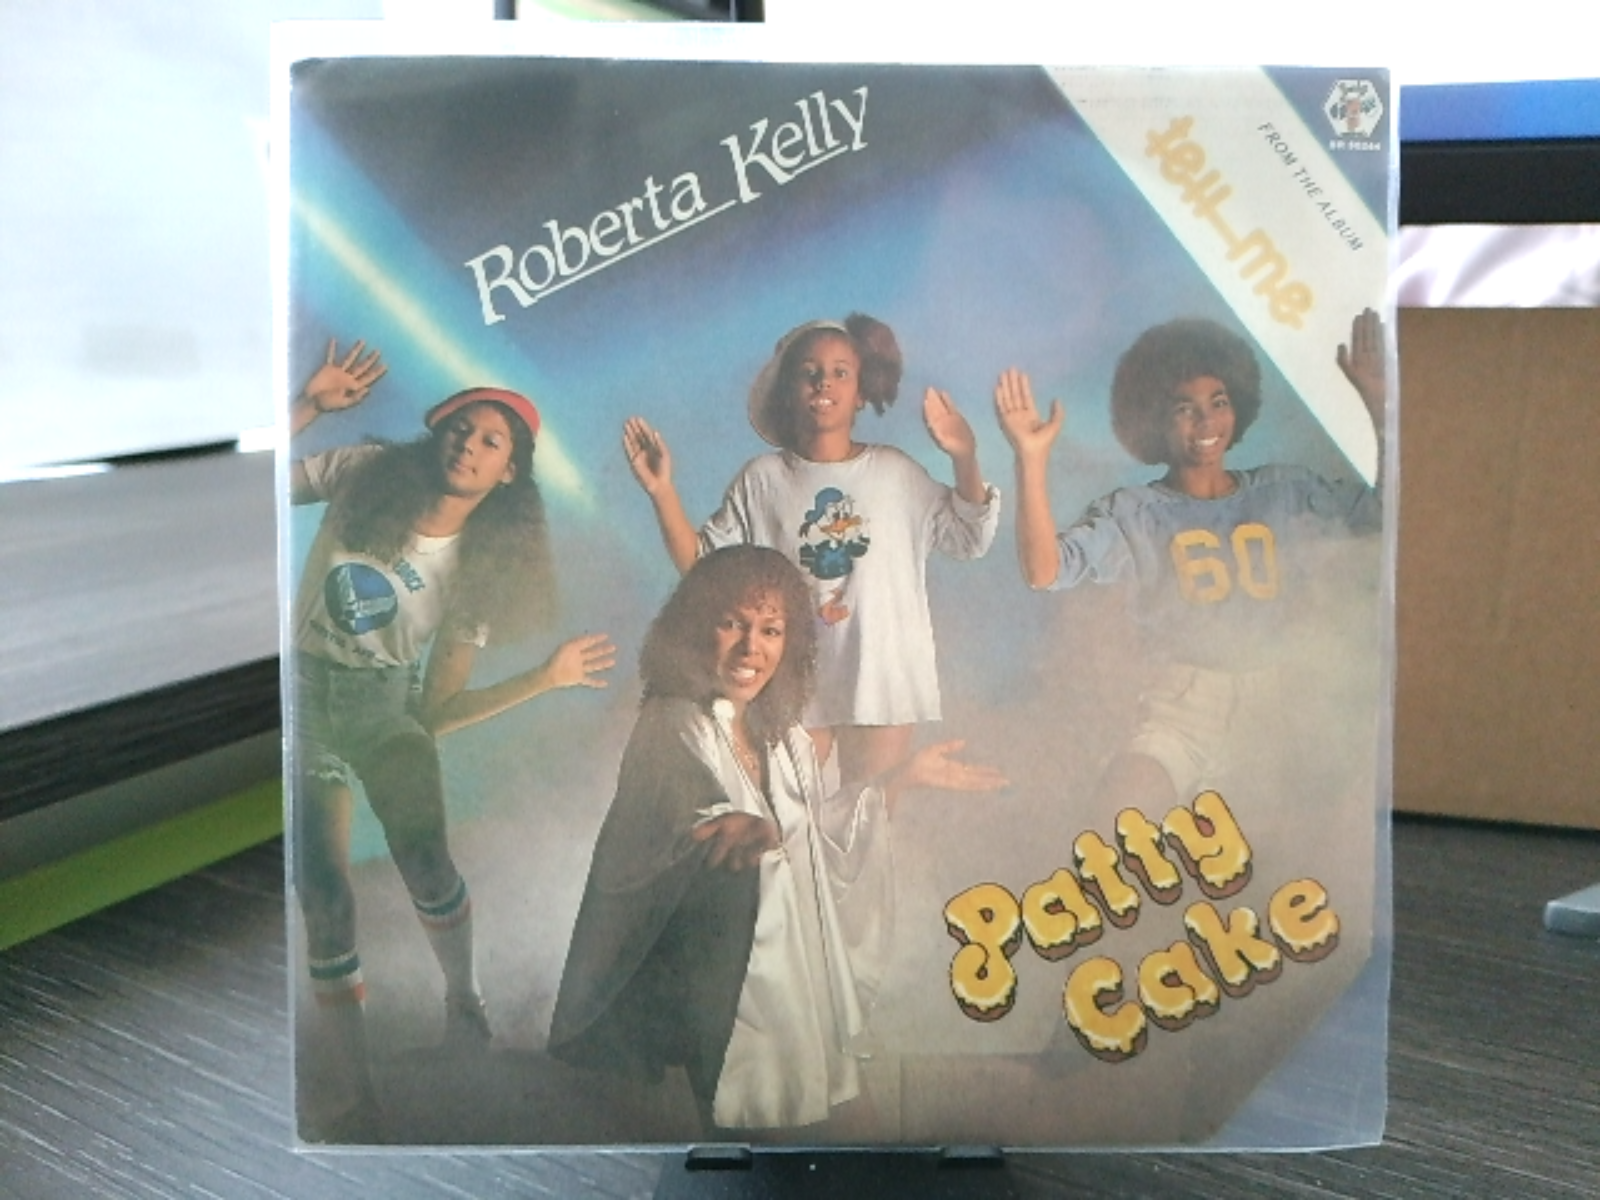 Roberta Kelly
FROM THE ALBUM
tell me
60
Patty
Cake